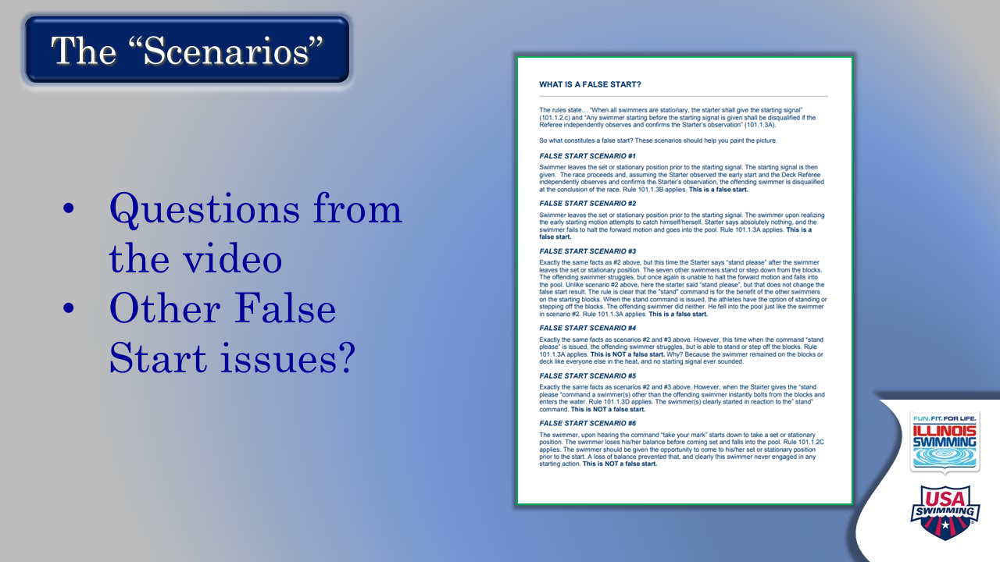 The “Scenarios”
• Questions from
the video
• Other False
Start issues?
WHAT IS A FALSE START?
The rules state… “When all swimmers are stationary, the starter shall give the starting signal”
(101.1.2.c) and “Any swimmer starting before the starting signal is given shall be disqualified if the
Referee independently observes and confirms the Starter’s observation” (101.1.3A).
So what constitutes a false start? These scenarios should help you paint the picture.
FALSE START SCENARIO #1
Swimmer leaves the set or stationary position prior to the starting signal. The starting signal is then
given. The race proceeds and, assuming the Starter observed the early start and the Deck Referee
independently observes and confirms the Starter’s observation, the offending swimmer is disqualified
at the conclusion of the race. Rule 101.1.3B applies. This is a false start.
FALSE START SCENARIO #2
Swimmer leaves the set or stationary position prior to the starting signal. The swimmer upon realizing
the early starting motion attempts to catch himself/herself. Starter says absolutely nothing, and the
swimmer fails to halt the forward motion and goes into the pool. Rule 101.1.3A applies. This is a
false start.
FALSE START SCENARIO #3
Exactly the same facts as #2 above, but this time the Starter says “stand please” after the swimmer
leaves the set or stationary position. The seven other swimmers stand or step down from the blocks.
The offending swimmer struggles, but once again is unable to halt the forward motion and falls into
the pool. Unlike scenario #2 above, here the starter said “stand please”, but that does not change the
false start result. The rule is clear that the "stand" command is for the benefit of the other swimmers
on the starting blocks. When the stand command is issued, the athletes have the option of standing or
stepping off the blocks. The offending swimmer did neither. He fell into the pool just like the swimmer
in scenario #2. Rule 101.1.3A applies. This is a false start.
FALSE START SCENARIO #4
Exactly the same facts as scenarios #2 and #3 above. However, this time when the command “stand
please” is issued, the offending swimmer struggles, but is able to stand or step off the blocks. Rule
101.1.3A applies. This is NOT a false start. Why? Because the swimmer remained on the blocks or
deck like everyone else in the heat, and no starting signal ever sounded.
FALSE START SCENARIO #5
Exactly the same facts as scenarios #2 and #3 above. However, when the Starter gives the “stand
please “command a swimmer(s) other than the offending swimmer instantly bolts from the blocks and
enters the water. Rule 101.1.3D applies. The swimmer(s) clearly started in reaction to the” stand”
command. This is NOT a false start.
FALSE START SCENARIO #6
The swimmer, upon hearing the command “take your mark” starts down to take a set or stationary
position. The swimmer loses his/her balance before coming set and falls into the pool. Rule 101.1.2C
applies. The swimmer should be given the opportunity to come to his/her set or stationary position
prior to the start. A loss of balance prevented that, and clearly this swimmer never engaged in any
starting action. This is NOT a false start.
FUN. FIT. FOR LIFE.
ILLINOIS
SWIMMING
USA
SWIMMING
®